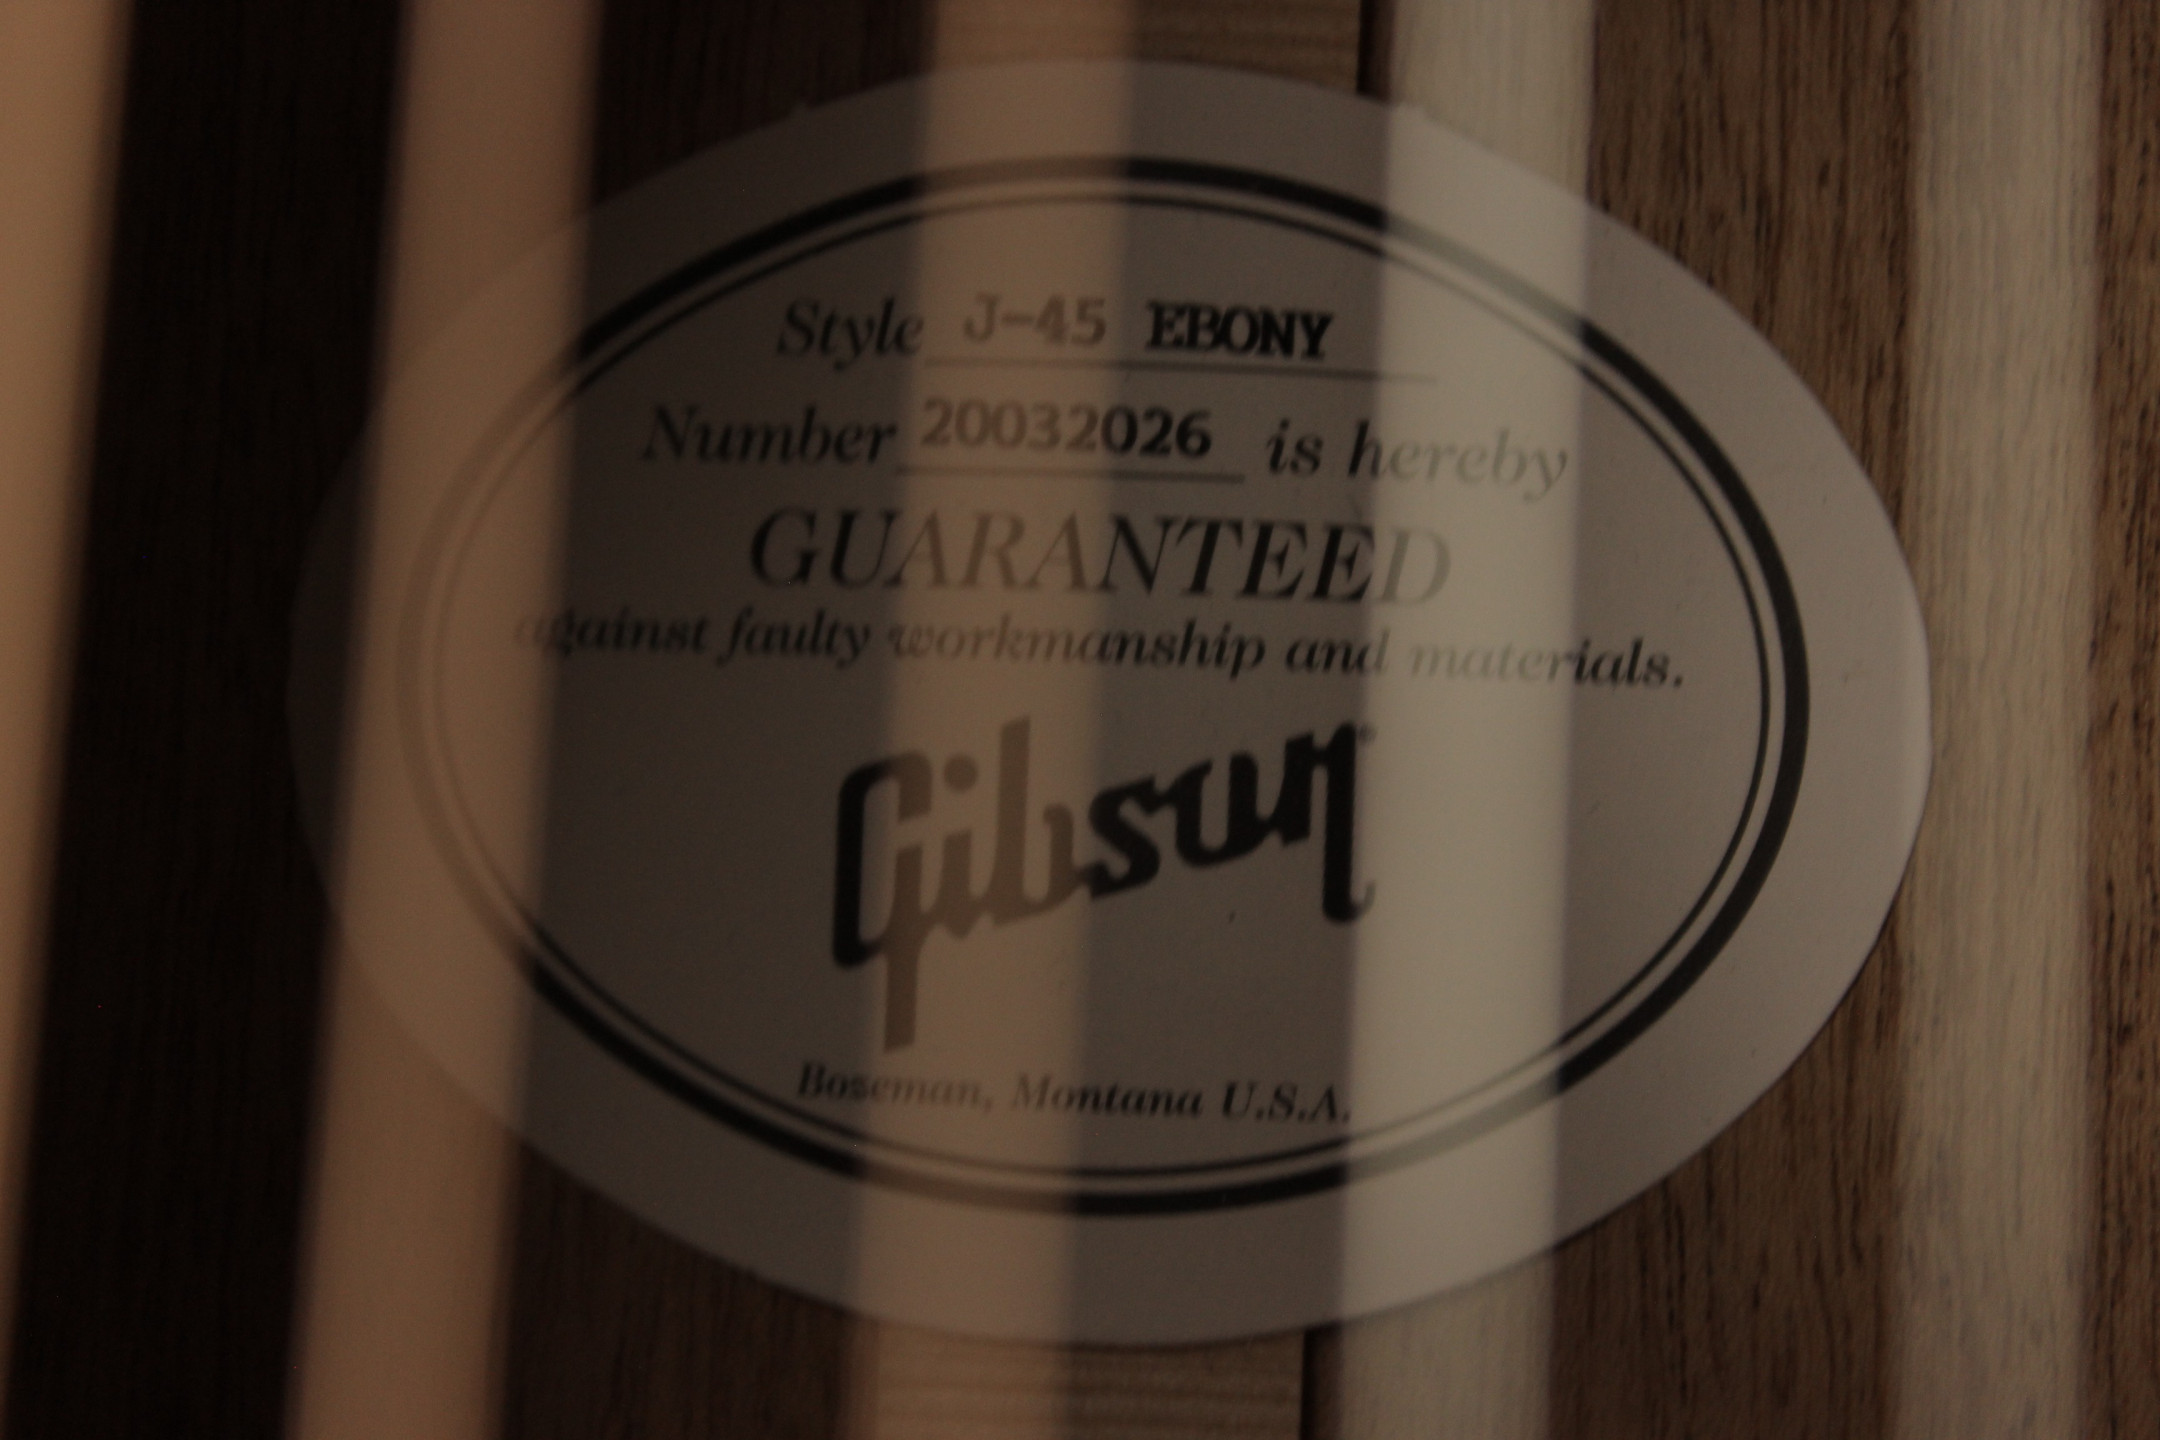 Style J-45 EBONY
Number 20032026 is hereby
GUARANTEED
against faulty workmanship and materials.
Gibson
Bozeman, Montana U.S.A.